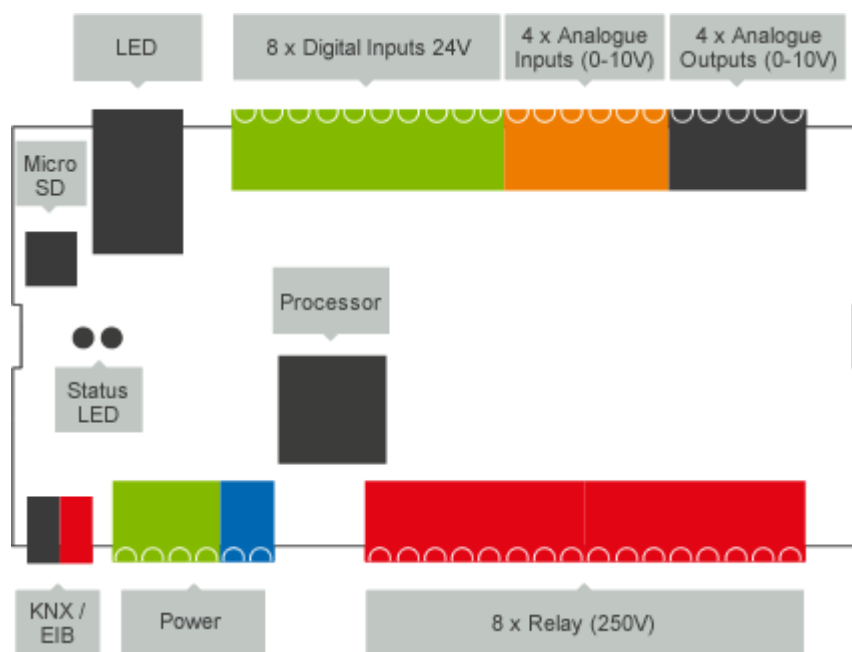 LED
8 x Digital Inputs 24V
4 x Analogue
Inputs (0-10V)
4 x Analogue
Outputs (0-10V)
Micro
SD
Processor
Status
LED
KNX /
EIB
Power
8 x Relay (250V)